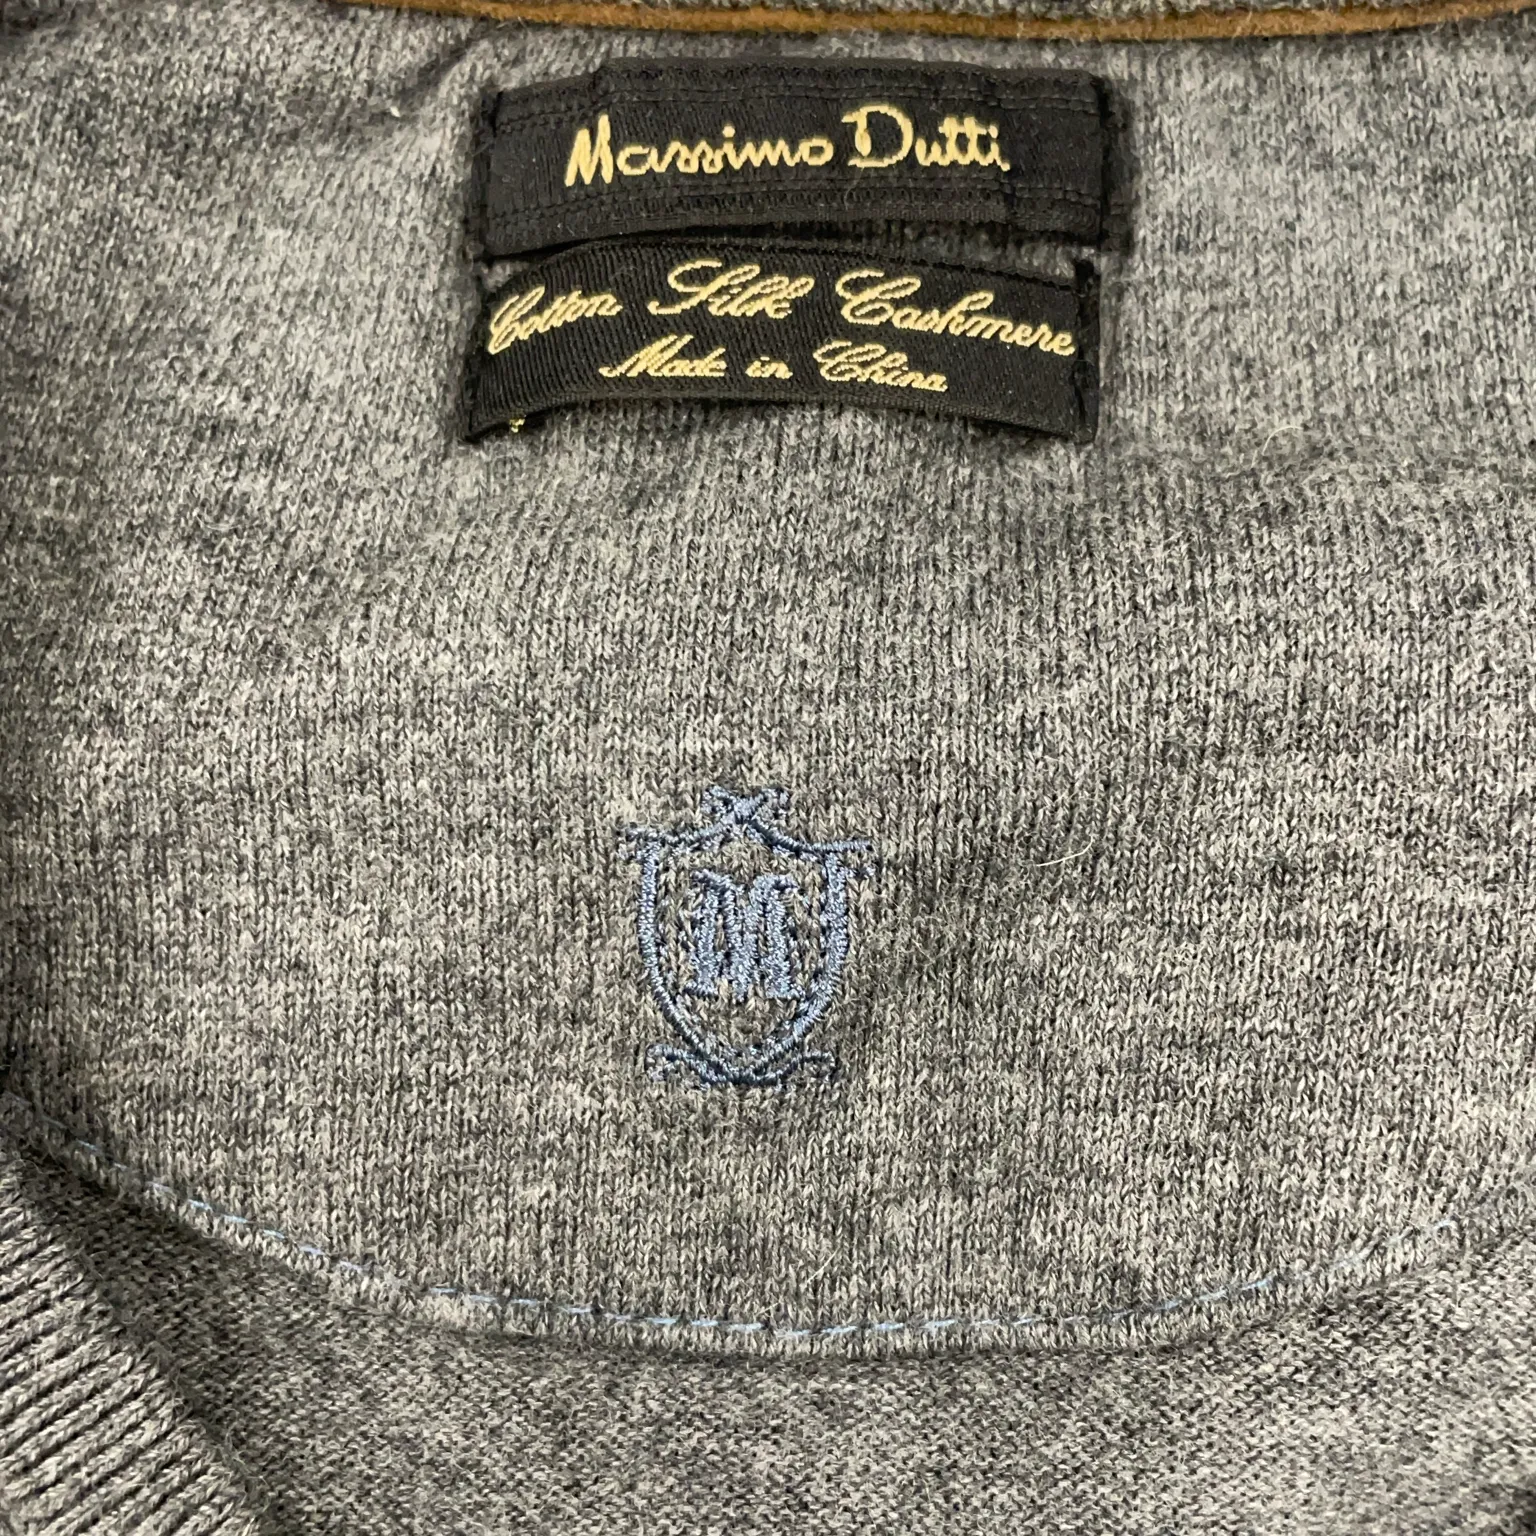 Massimo Dutti
Cotton Silk Cashmere
Made in China
M